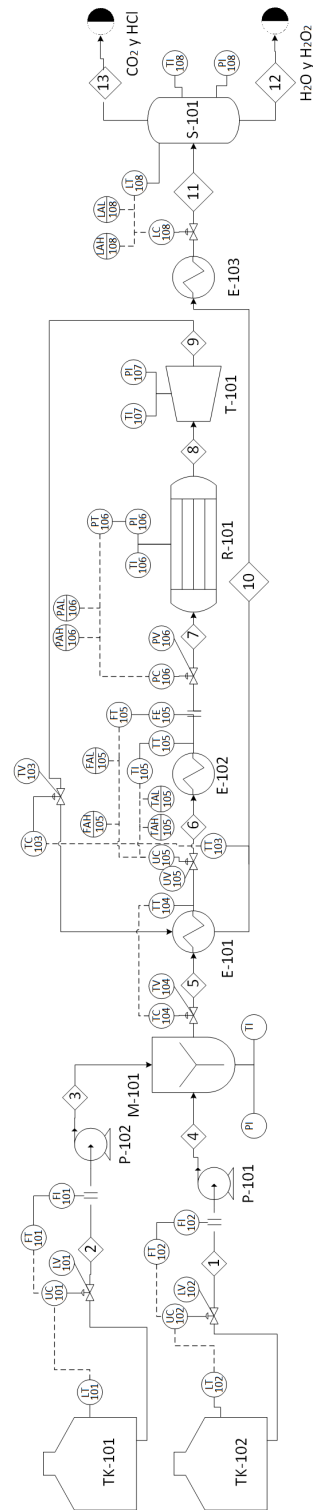 TK-101
LT
101
UC
101
LV
101
FT
101
FI
101
2
P-102
3
TK-102
LT
102
UC
102
LV
102
FT
102
FI
102
1
P-101
4
M-101
PI
TI
TC
104
TV
104
5
TT
104
E-101
UV
105
UC
105
TC
103
TV
103
TT
103
6
E-102
TAH
105
TAL
105
TI
105
TT
105
FAH
105
FAL
105
FT
105
FE
105
PC
106
PV
106
PAH
106
PAL
106
PT
106
PI
106
TI
106
7
R-101
8
TI
107
PI
107
T-101
9
10
E-103
LC
108
LAH
108
LAL
108
LT
108
11
S-101
TI
108
PI
108
13
CO2 y HCl
12
H2O y H2O2